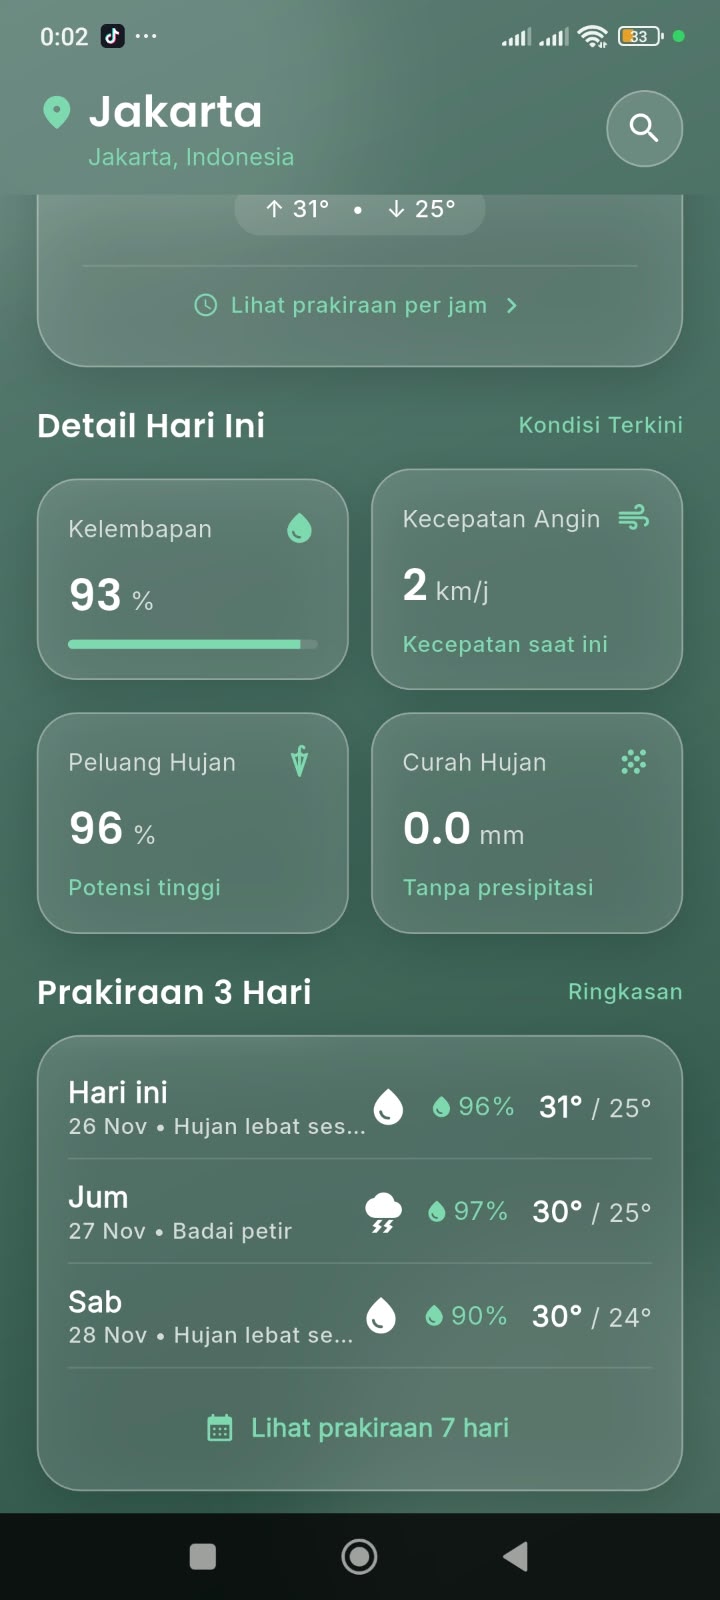 0:02
33
Jakarta
Jakarta, Indonesia
↑ 31° • ↓ 25°
Lihat prakiraan per jam
Detail Hari Ini
Kondisi Terkini
Kelembapan
93 %
Kecepatan Angin
2 km/j
Kecepatan saat ini
Peluang Hujan
96 %
Potensi tinggi
Curah Hujan
0.0 mm
Tanpa presipitasi
Prakiraan 3 Hari
Ringkasan
Hari ini
26 Nov • Hujan lebat ses...
96% 31° / 25°
Jum
27 Nov • Badai petir
97% 30° / 25°
Sab
28 Nov • Hujan lebat se...
90% 30° / 24°
Lihat prakiraan 7 hari